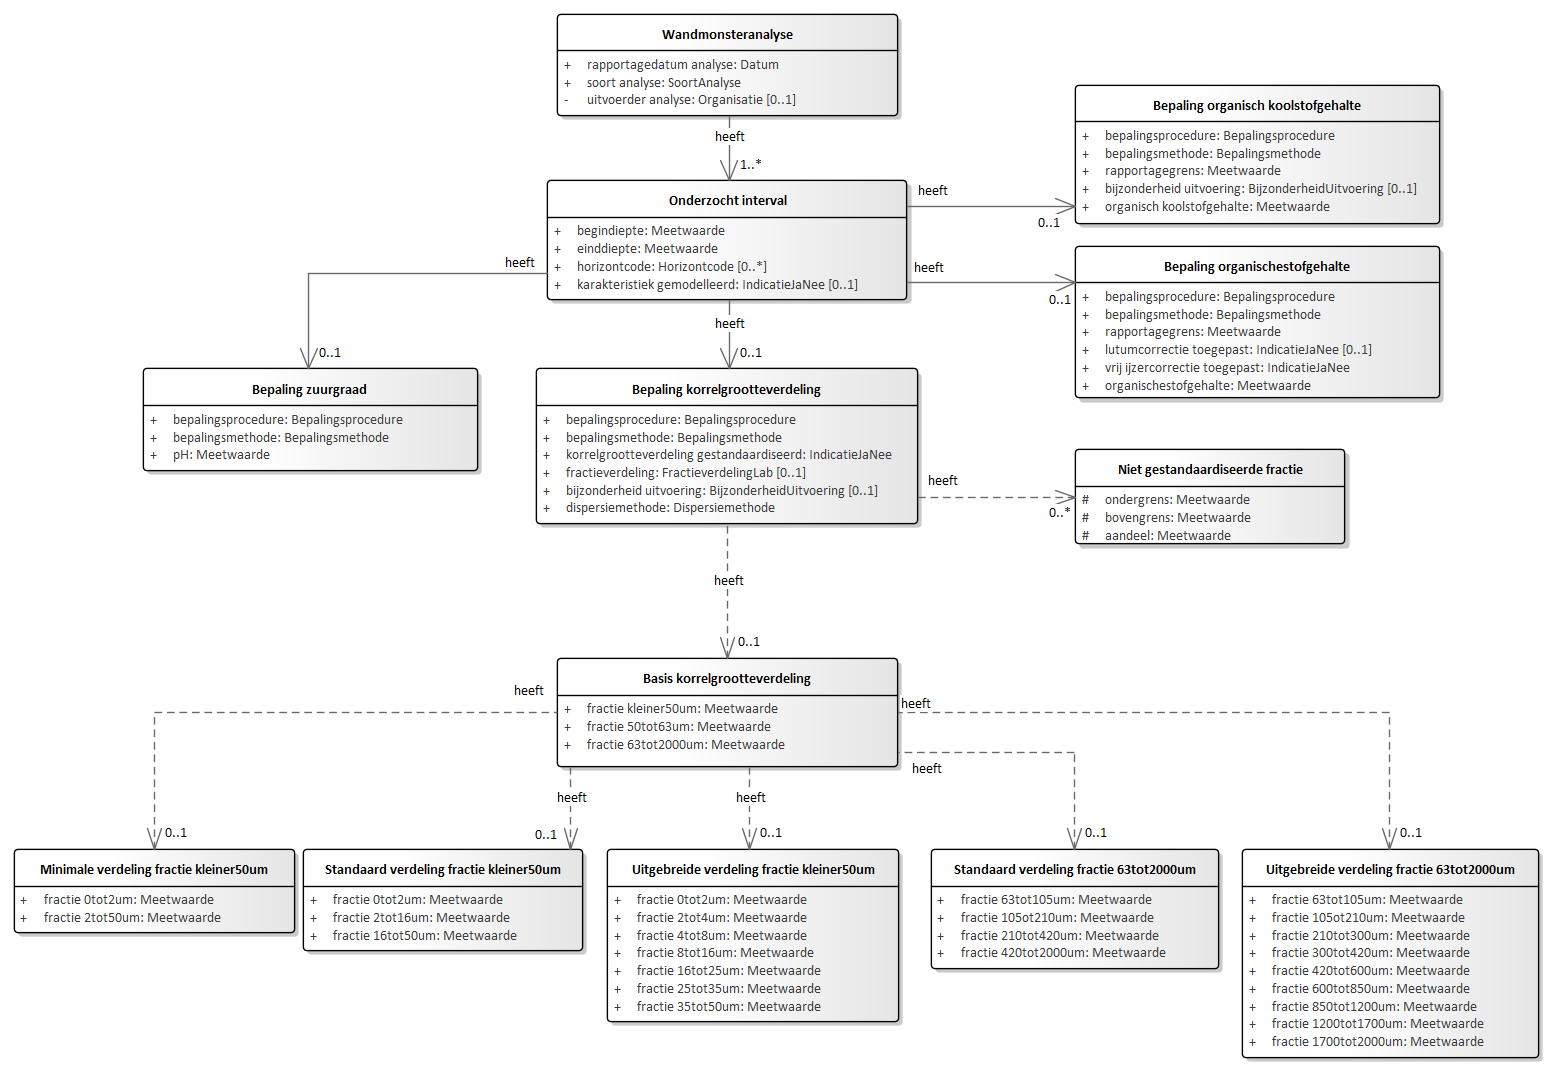 Wandmonsteranalyse
+ rapportagedatum analyse: Datum
+ soort analyse: SoortAnalyse
- uitvoerder analyse: Organisatie [0..1]
heeft
1..*
Onderzocht interval
+ begindiepte: Meetwaarde
+ einddiepte: Meetwaarde
+ horizontcode: Horizontcode [0..*]
+ karakteristiek gemodelleerd: IndicatieJaNee [0..1]
heeft
0..1
Bepaling organisch koolstofgehalte
+ bepalingsprocedure: Bepalingsprocedure
+ bepalingsmethode: Bepalingsmethode
+ rapportagegrens: Meetwaarde
+ bijzonderheid uitvoering: BijzonderheidUitvoering [0..1]
+ organisch koolstofgehalte: Meetwaarde
heeft
0..1
Bepaling organischestofgehalte
+ bepalingsprocedure: Bepalingsprocedure
+ bepalingsmethode: Bepalingsmethode
+ rapportagegrens: Meetwaarde
+ lutumcorrectie toegepast: IndicatieJaNee [0..1]
+ vrij ijzercorrectie toegepast: IndicatieJaNee
+ organischestofgehalte: Meetwaarde
heeft
0..1
Bepaling zuurgraad
+ bepalingsprocedure: Bepalingsprocedure
+ bepalingsmethode: Bepalingsmethode
+ pH: Meetwaarde
heeft
0..1
Bepaling korrelgrootteverdeling
+ bepalingsprocedure: Bepalingsprocedure
+ bepalingsmethode: Bepalingsmethode
+ korrelgrootteverdeling gestandaardiseerd: IndicatieJaNee
+ fractieverdeling: FractieverdelingLab [0..1]
+ bijzonderheid uitvoering: BijzonderheidUitvoering [0..1]
+ dispersiemethode: Dispersiemethode
heeft
0..*
Niet gestandaardiseerde fractie
# ondergrens: Meetwaarde
# bovengrens: Meetwaarde
# aandeel: Meetwaarde
heeft
0..1
Basis korrelgrootteverdeling
+ fractie kleiner50um: Meetwaarde
+ fractie 50tot63um: Meetwaarde
+ fractie 63tot2000um: Meetwaarde
heeft
0..1
Minimale verdeling fractie kleiner50um
+ fractie 0tot2um: Meetwaarde
+ fractie 2tot50um: Meetwaarde
heeft
0..1
Standaard verdeling fractie kleiner50um
+ fractie 0tot2um: Meetwaarde
+ fractie 2tot16um: Meetwaarde
+ fractie 16tot50um: Meetwaarde
heeft
0..1
Uitgebreide verdeling fractie kleiner50um
+ fractie 0tot2um: Meetwaarde
+ fractie 2tot4um: Meetwaarde
+ fractie 4tot8um: Meetwaarde
+ fractie 8tot16um: Meetwaarde
+ fractie 16tot25um: Meetwaarde
+ fractie 25tot35um: Meetwaarde
+ fractie 35tot50um: Meetwaarde
heeft
0..1
Standaard verdeling fractie 63tot2000um
+ fractie 63tot105um: Meetwaarde
+ fractie 105otot210um: Meetwaarde
+ fractie 210tot420um: Meetwaarde
+ fractie 420tot2000um: Meetwaarde
heeft
0..1
Uitgebreide verdeling fractie 63tot2000um
+ fractie 63tot105um: Meetwaarde
+ fractie 105tot210um: Meetwaarde
+ fractie 210tot300um: Meetwaarde
+ fractie 300tot420um: Meetwaarde
+ fractie 420tot600um: Meetwaarde
+ fractie 600tot850um: Meetwaarde
+ fractie 850tot1200um: Meetwaarde
+ fractie 1200tot1700um: Meetwaarde
+ fractie 1700tot2000um: Meetwaarde